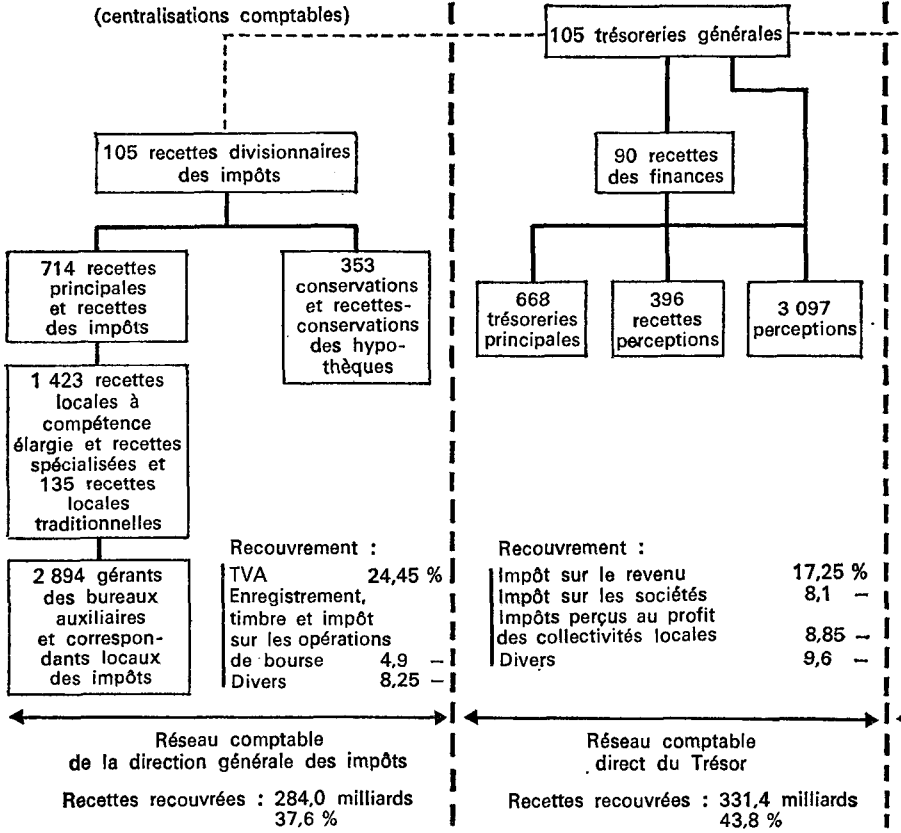 (centralisations comptables)
105 trésoreries générales
105 recettes divisionnaires
des impôts
90 recettes
des finances
714 recettes
principales
et recettes
des impôts
353
conservations
et recettes-
conservations
des hypo-
thèques
668
trésoreries
principales
396
recettes
perceptions
3 097
perceptions
1 423 recettes
locales à
compétence
élargie et recettes
spécialisées et
135 recettes
locales
traditionnelles
2 894 gérants
des bureaux
auxiliaires
et correspon-
dants locaux
des impôts
Recouvrement :
TVA 24,45 %
Enregistrement,
timbre et impôt
sur les opérations
de bourse 4,9 –
Divers 8,25 –
Recouvrement :
Impôt sur le revenu 17,25 %
Impôt sur les sociétés 8,1 –
Impôts perçus au profit
des collectivités locales 8,85 –
Divers 9,6 –
Réseau comptable
de la direction générale des impôts
Recettes recouvrées : 284,0 milliards
37,6 %
Réseau comptable
direct du Trésor
Recettes recouvrées : 331,4 milliards
43,8 %